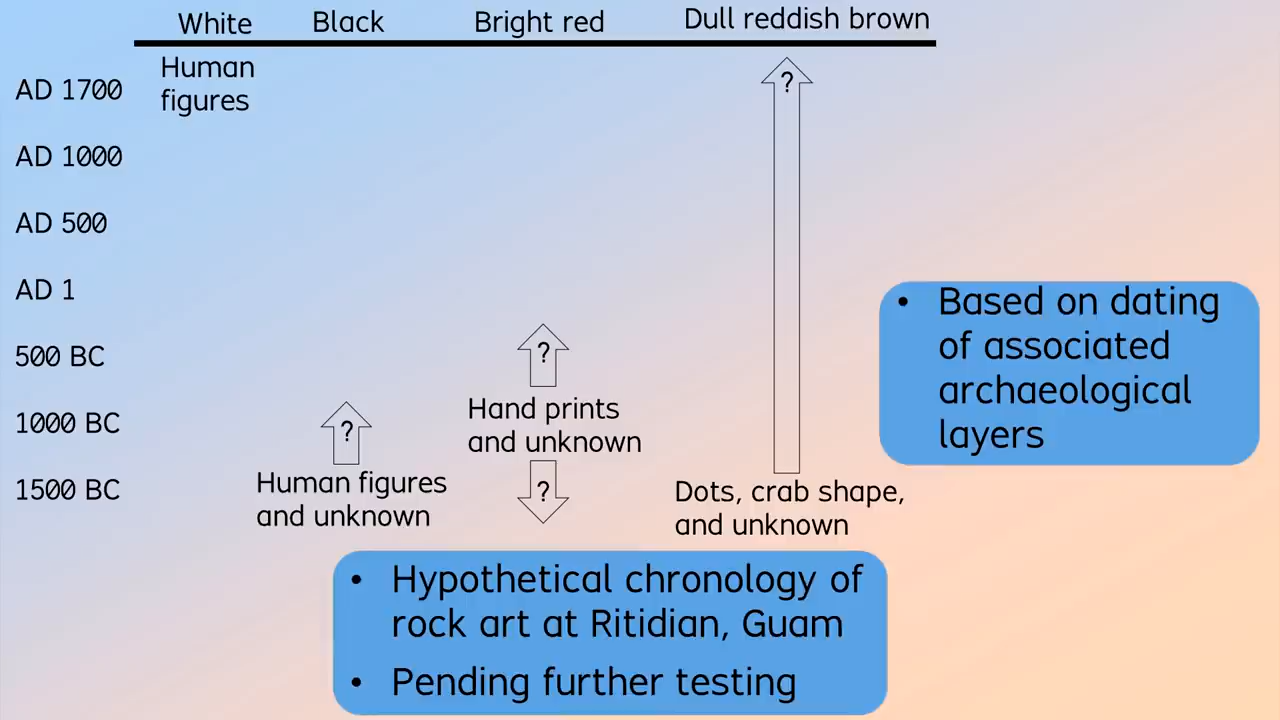 White Black Bright red Dull reddish brown
AD 1700
Human
figures
?
AD 1000
AD 500
AD 1
500 BC
?
1000 BC
?
Hand prints
and unknown
1500 BC
Human figures
and unknown
?
Dots, crab shape,
and unknown
• Based on dating
of associated
archaeological
layers
• Hypothetical chronology of
rock art at Ritidian, Guam
• Pending further testing